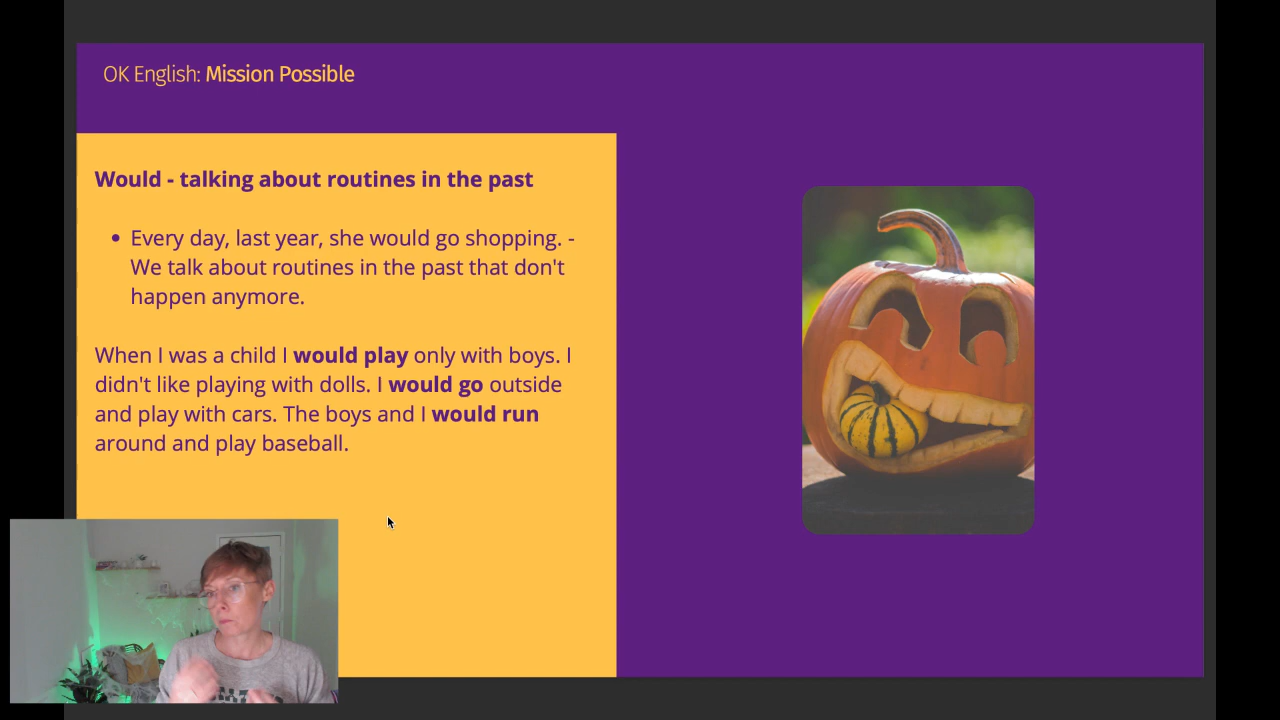 OK English: Mission Possible
Would - talking about routines in the past
• Every day, last year, she would go shopping. -
We talk about routines in the past that don't
happen anymore.
When I was a child I would play only with boys. I
didn't like playing with dolls. I would go outside
and play with cars. The boys and I would run
around and play baseball.